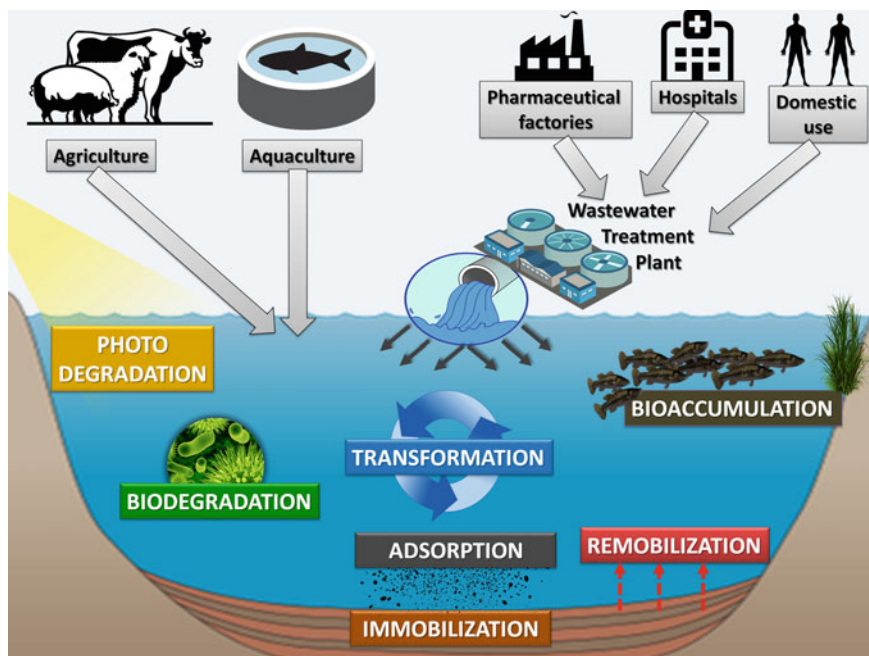 Agriculture
Aquaculture
Pharmaceutical
factories
Hospitals
Domestic
use
Wastewater
Treatment
Plant
PHOTO
DEGRADATION
BIOACCUMULATION
TRANSFORMATION
BIODEGRADATION
ADSORPTION
REMOBILIZATION
IMMOBILIZATION